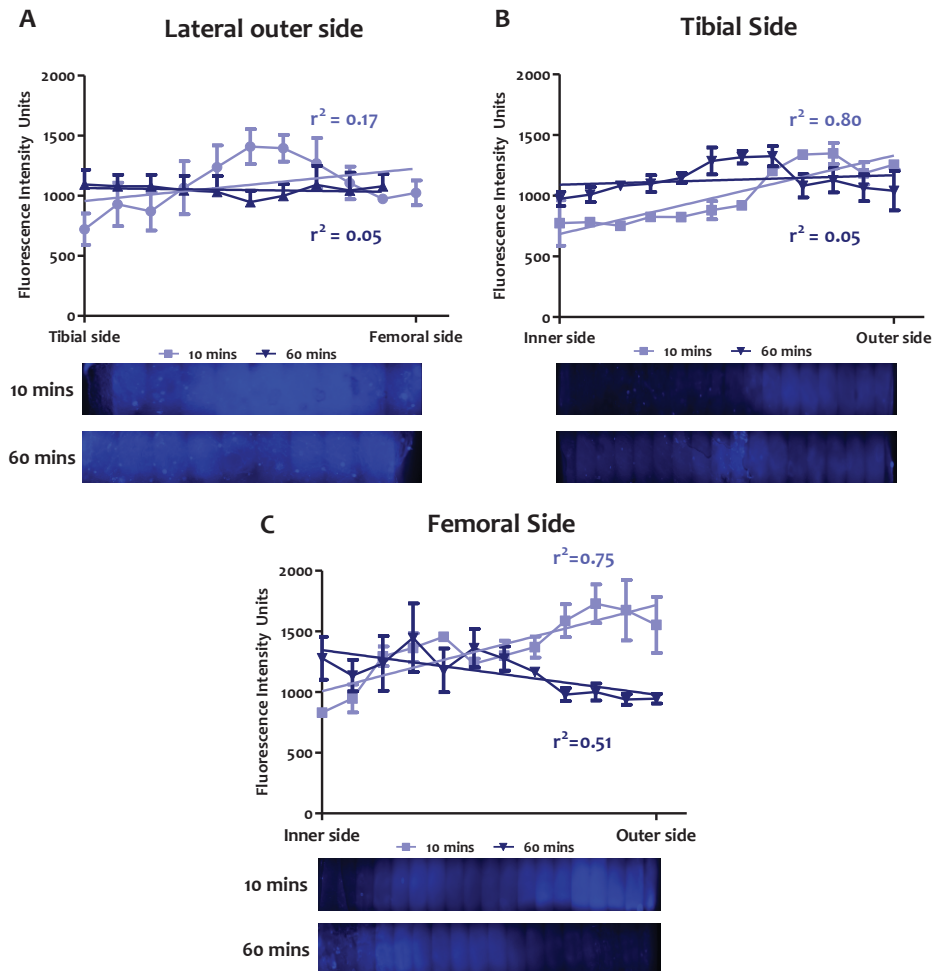 A
Lateral outer side
2000
1500
1000
500
0
Fluorescence Intensity Units
r² = 0.17
r² = 0.05
Tibial side
Femoral side
10 mins
60 mins
10 mins
60 mins
B
Tibial Side
2000
1500
1000
500
0
Fluorescence Intensity Units
r² = 0.80
r² = 0.05
Inner side
Outer side
10 mins
60 mins
C
Femoral Side
2000
1500
1000
500
0
Fluorescence Intensity Units
r²=0.75
r²=0.51
Inner side
Outer side
10 mins
60 mins
10 mins
60 mins